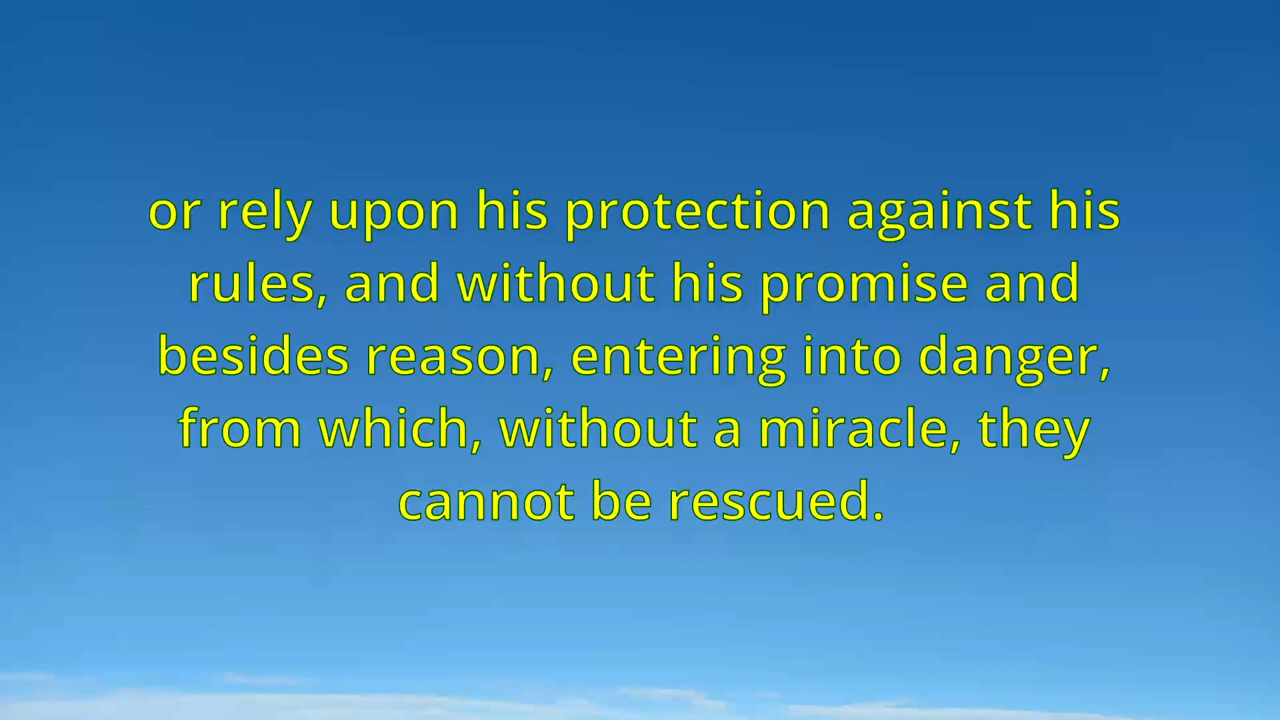 or rely upon his protection against his
rules, and without his promise and
besides reason, entering into danger,
from which, without a miracle, they
cannot be rescued.